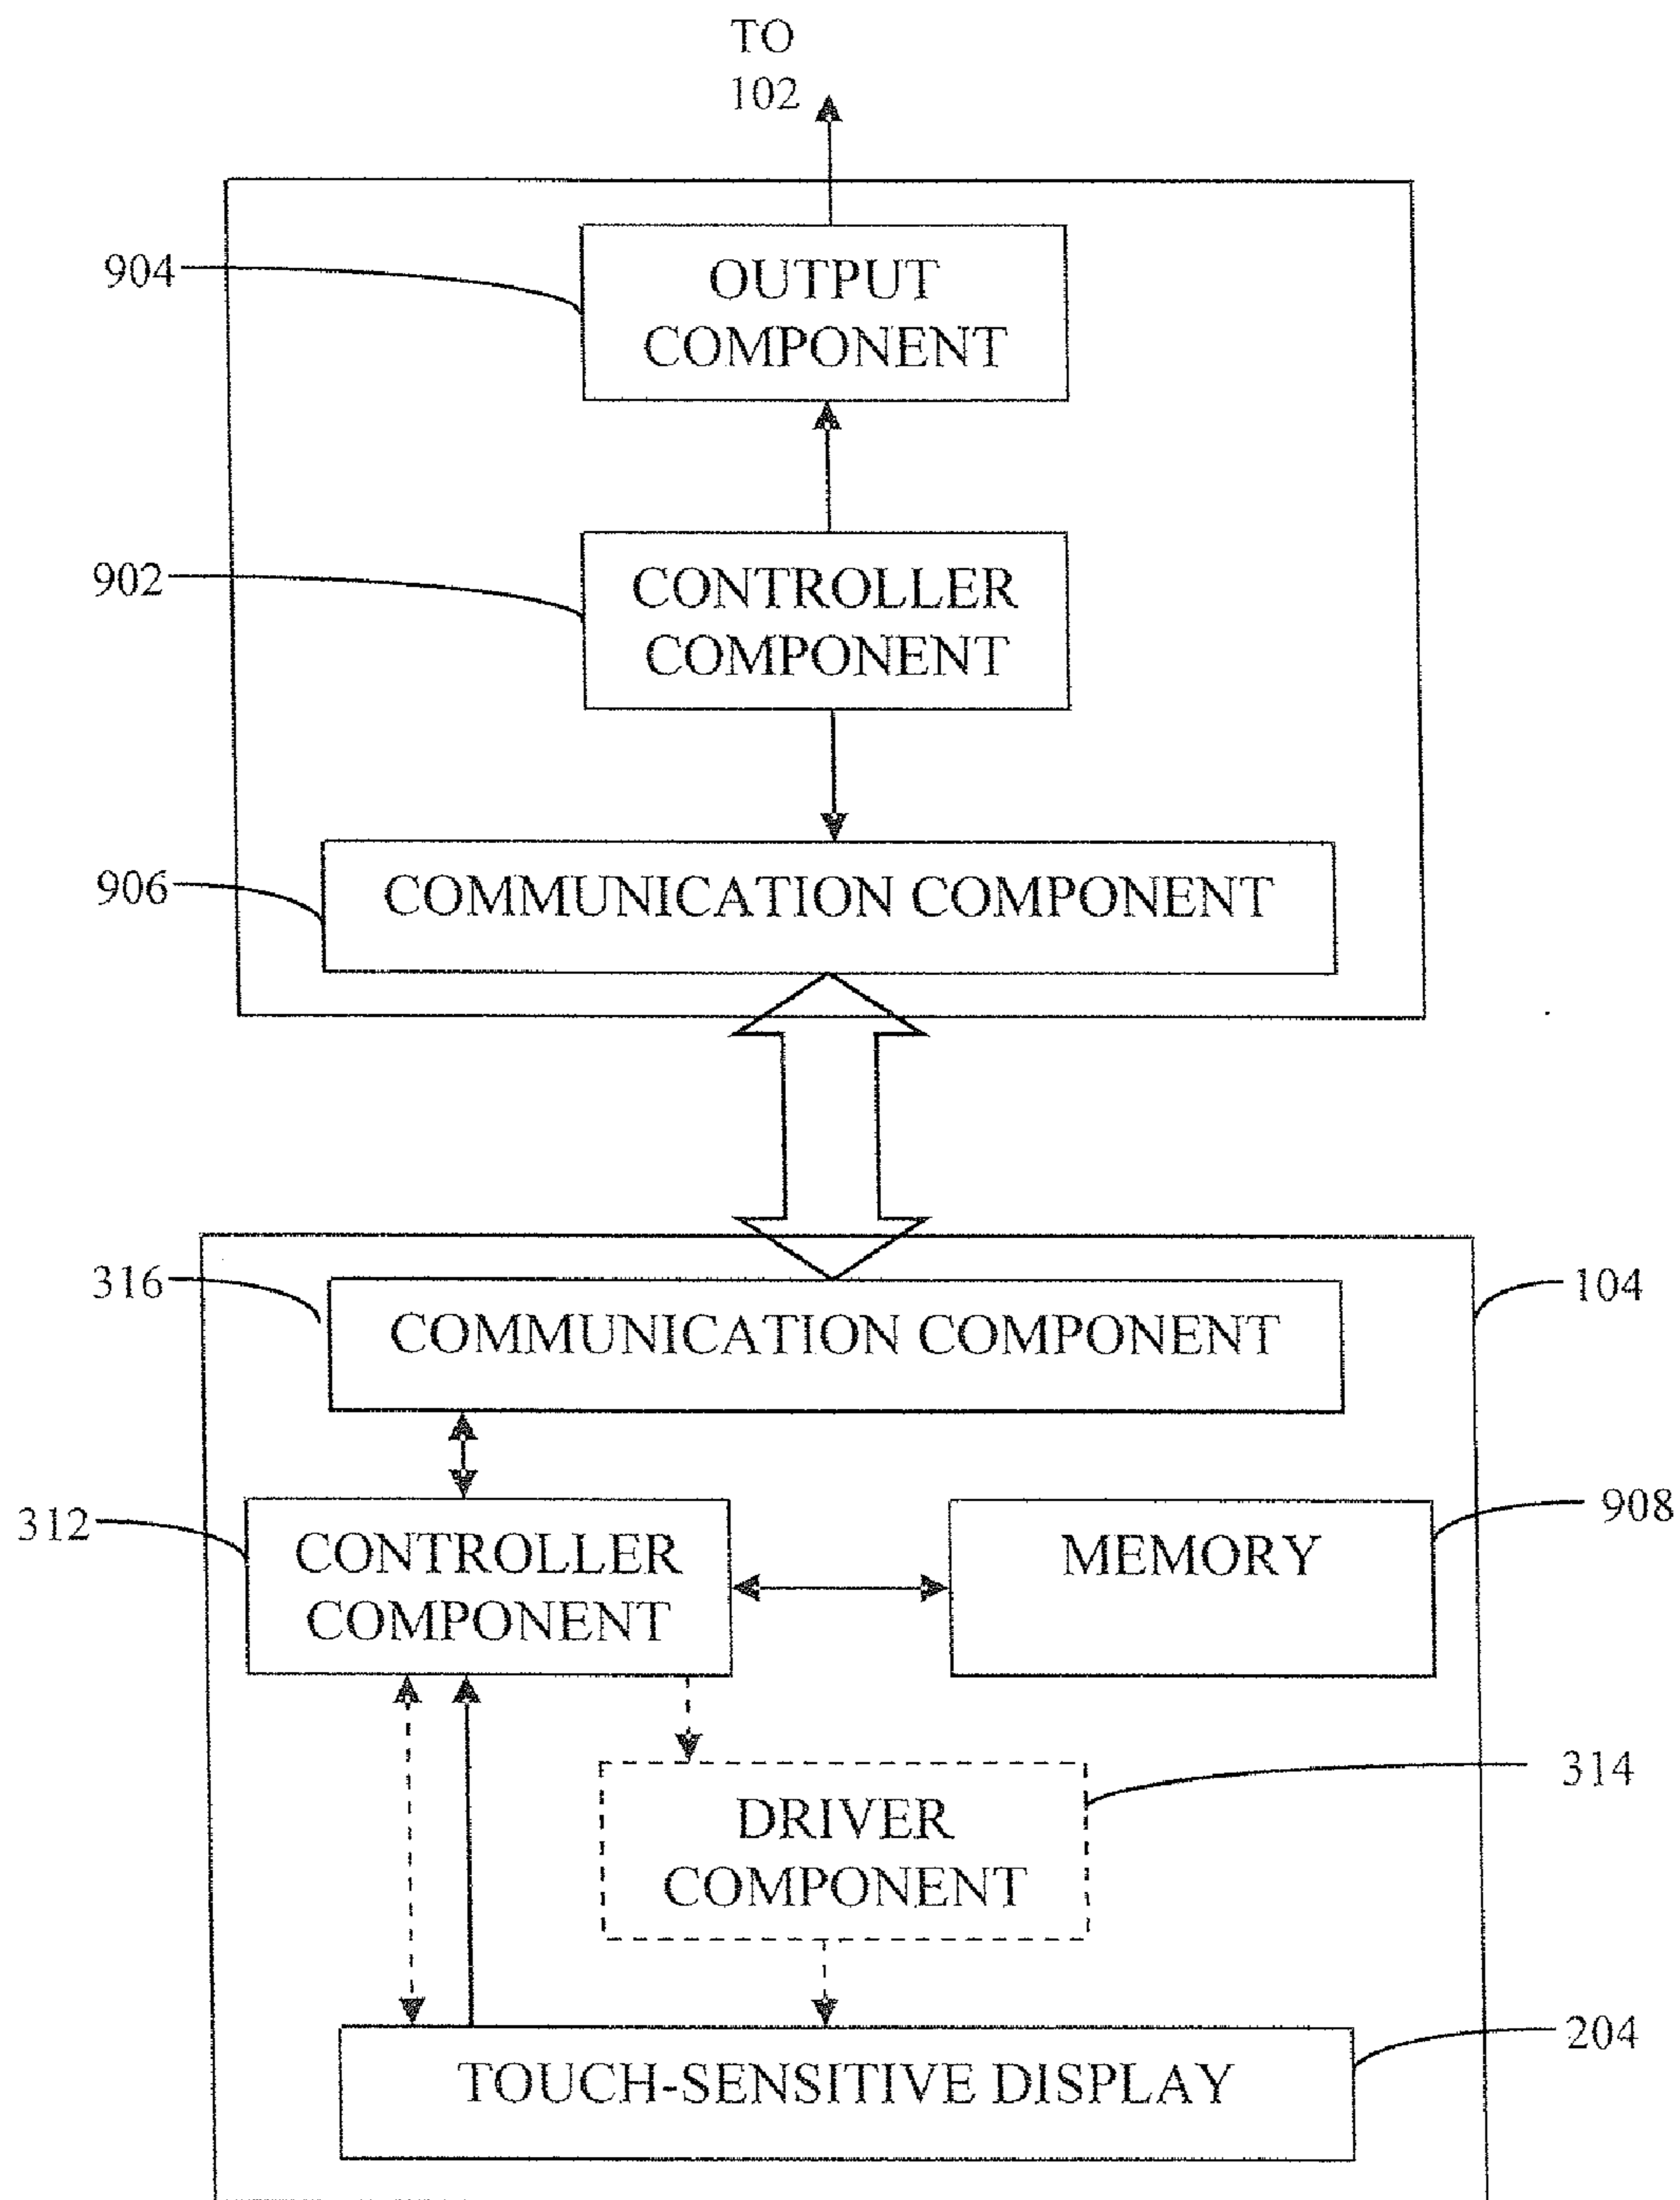 TO
102
904
OUTPUT
COMPONENT
902
CONTROLLER
COMPONENT
906
COMMUNICATION COMPONENT
316
COMMUNICATION COMPONENT
104
312
CONTROLLER
COMPONENT
MEMORY
908
DRIVER
COMPONENT
314
TOUCH-SENSITIVE DISPLAY
204